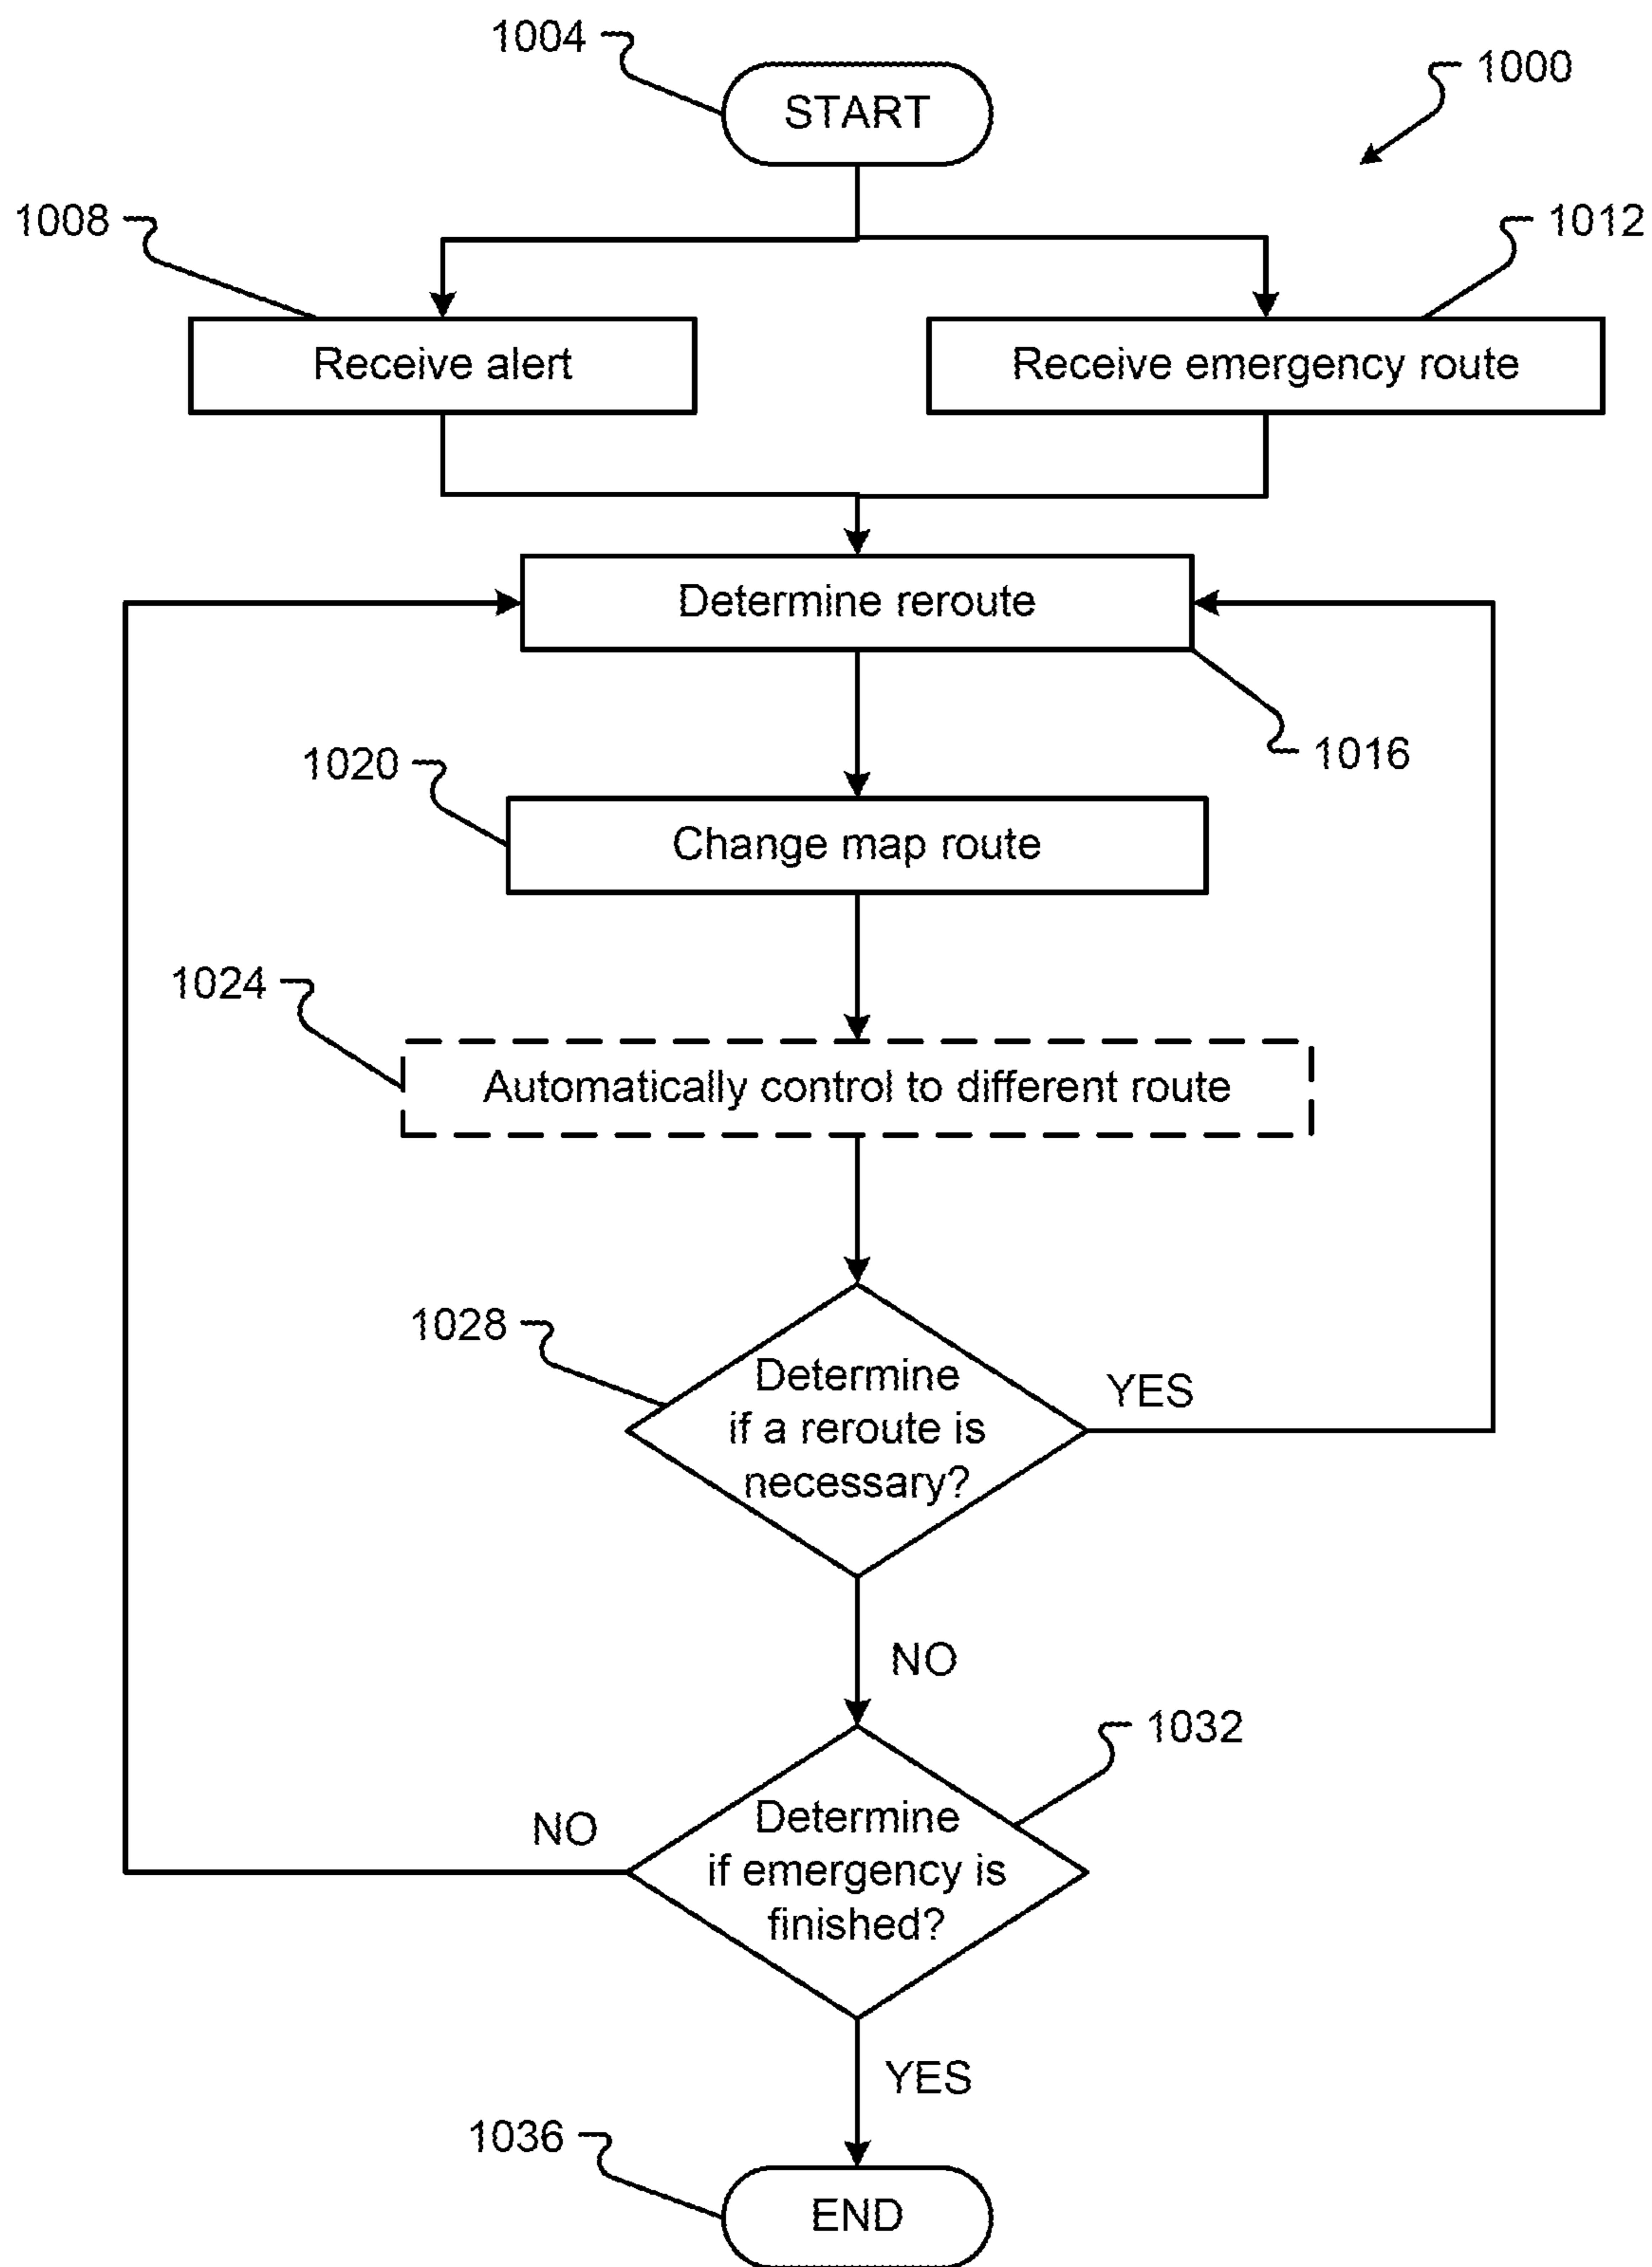 1004
START
1000
1008
1012
Receive alert
Receive emergency route
Determine reroute
1016
1020
Change map route
1024
Automatically control to different route
1028
Determine
if a reroute is
necessary?
YES
NO
1032
Determine
if emergency is
finished?
NO
YES
1036
END